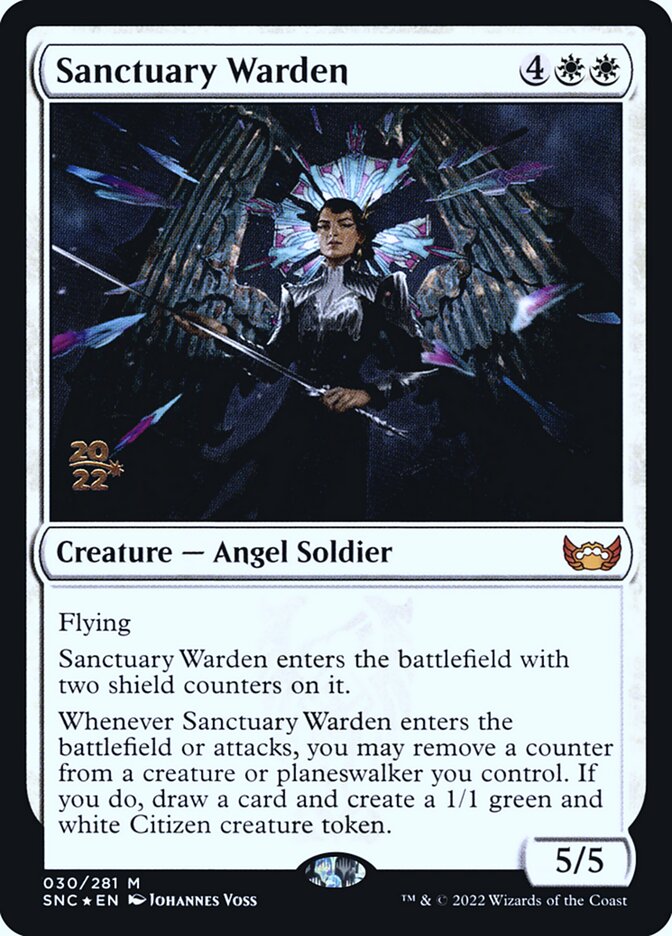 Sanctuary Warden 4
20
22
Creature — Angel Soldier
Flying
Sanctuary Warden enters the battlefield with
two shield counters on it.
Whenever Sanctuary Warden enters the
battlefield or attacks, you may remove a counter
from a creature or planeswalker you control. If
you do, draw a card and create a 1/1 green and
white Citizen creature token.
5/5
030/281 M
SNC★EN Johannes Voss ™ & © 2022 Wizards of the Coast